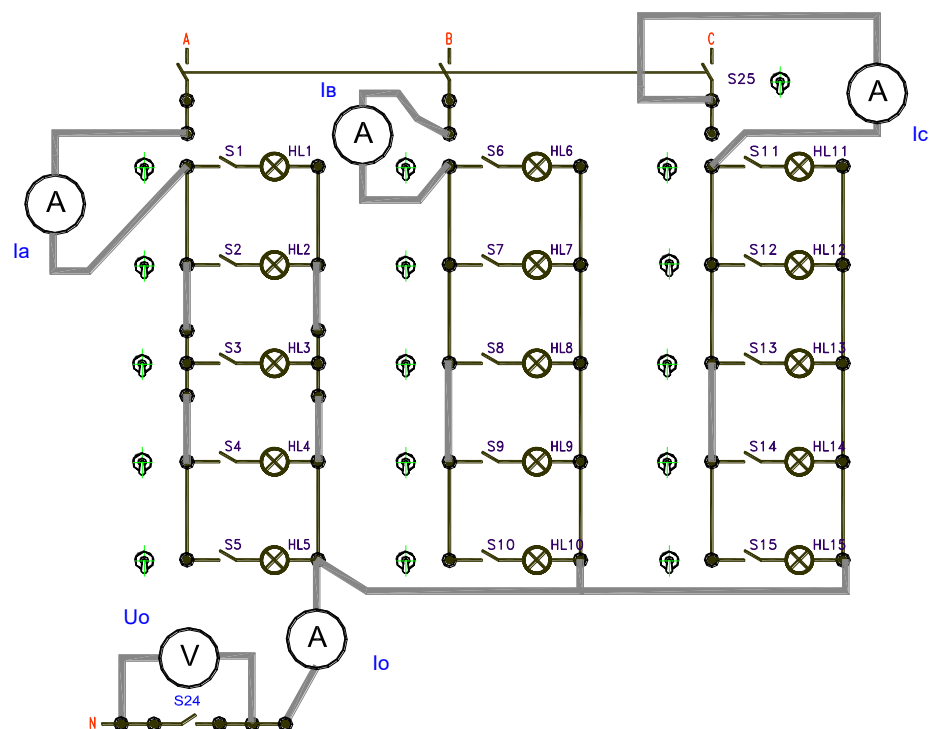 A B C
S25
Iв
A A A
Ic
S1 HL1 S6 HL6 S11 HL11
Ia
S2 HL2 S7 HL7 S12 HL12
S3 HL3 S8 HL8 S13 HL13
S4 HL4 S9 HL9 S14 HL14
S5 HL5 S10 HL10 S15 HL15
Uo
V A
Io
S24
N